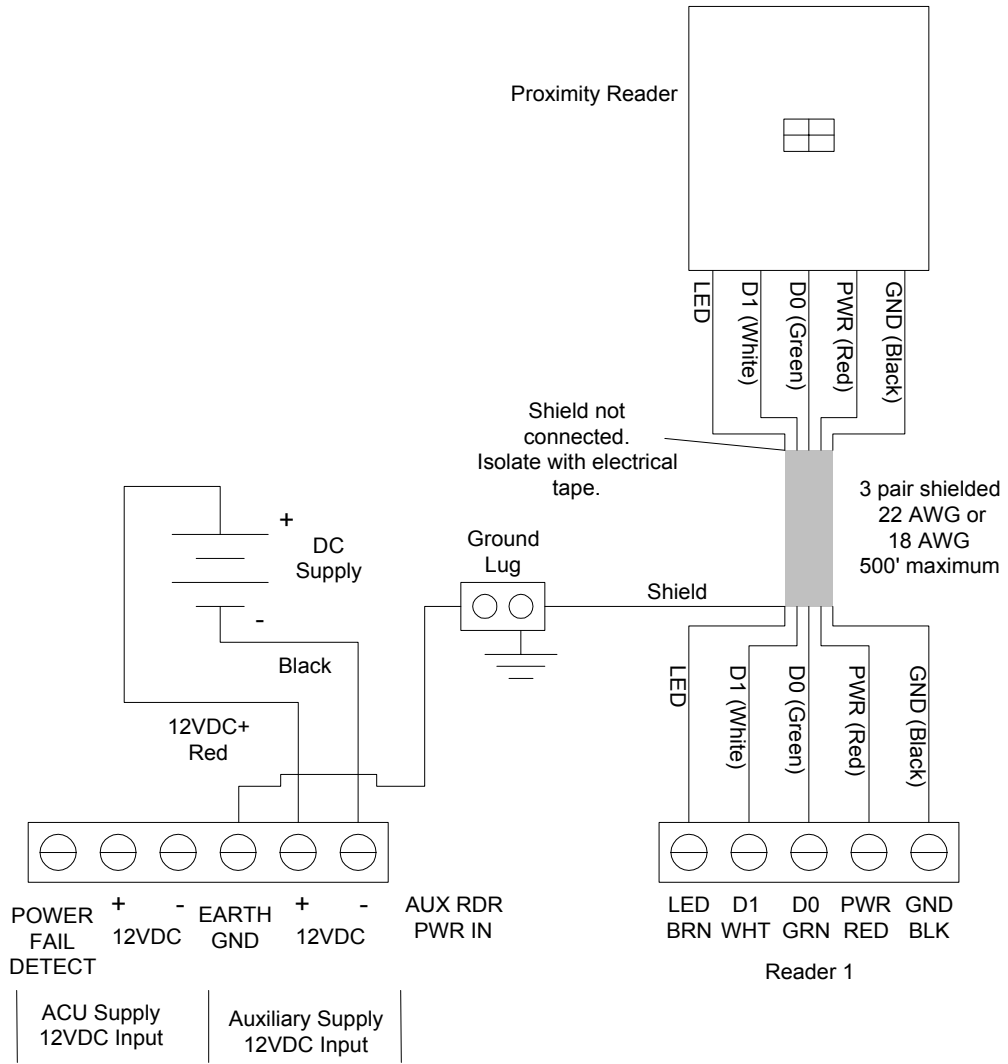 Proximity Reader
LED
D1 (White)
D0 (Green)
PWR (Red)
GND (Black)
Shield not
connected.
Isolate with electrical
tape.
3 pair shielded
22 AWG or
18 AWG
500' maximum
+
DC
Supply
-
Black
12VDC+
Red
Ground
Lug
Shield
LED
D1 (White)
D0 (Green)
PWR (Red)
GND (Black)
POWER
FAIL
DETECT
+ -
12VDC
EARTH
GND
+ -
12VDC
AUX RDR
PWR IN
LED
BRN
D1
WHT
D0
GRN
PWR
RED
GND
BLK
Reader 1
ACU Supply
12VDC Input
Auxiliary Supply
12VDC Input